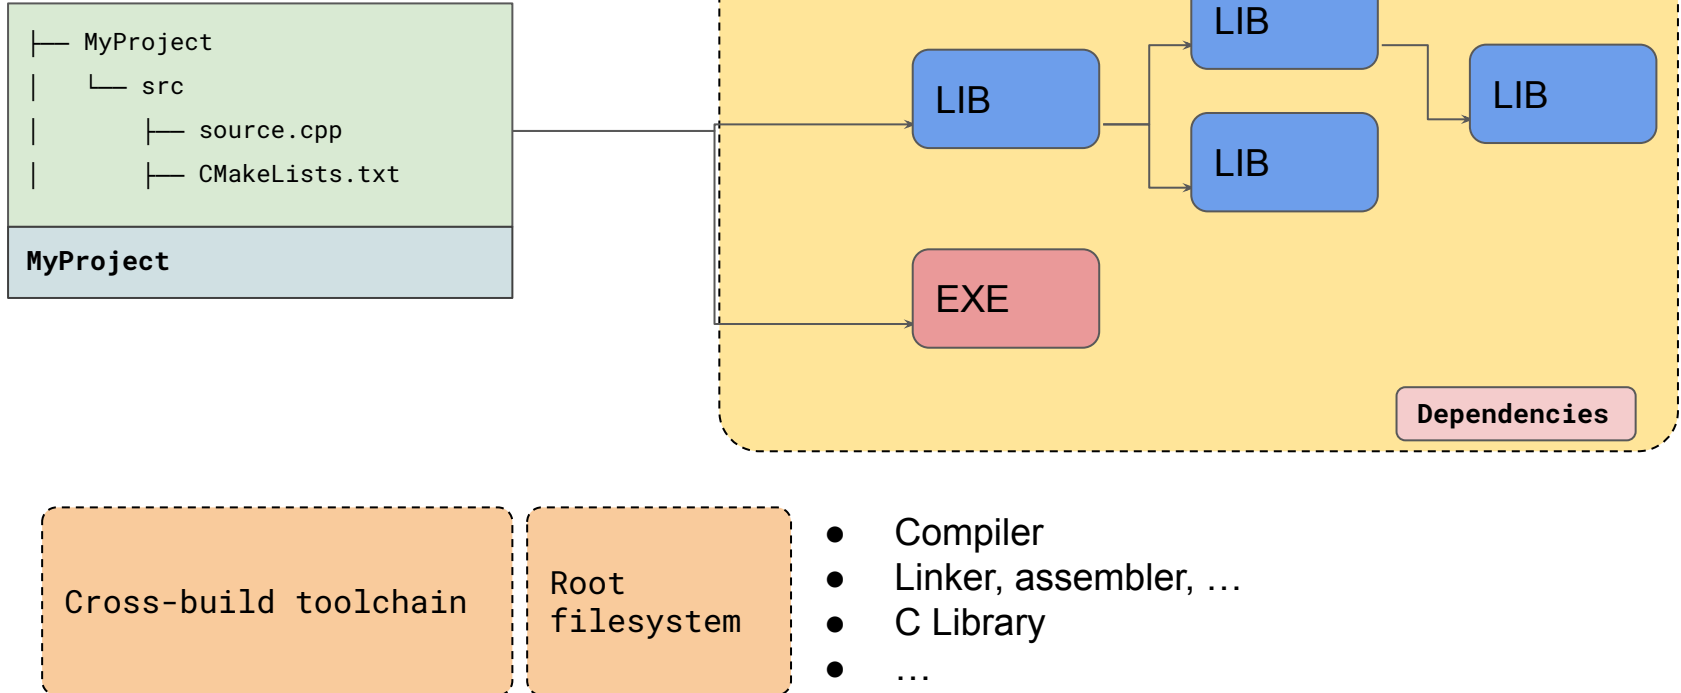 ├── MyProject
│   └── src
│       ├── source.cpp
│       ├── CMakeLists.txt
MyProject
LIB
LIB
LIB
LIB
EXE
Dependencies
Cross-build toolchain
Root
filesystem
● Compiler
● Linker, assembler, …
● C Library
● …